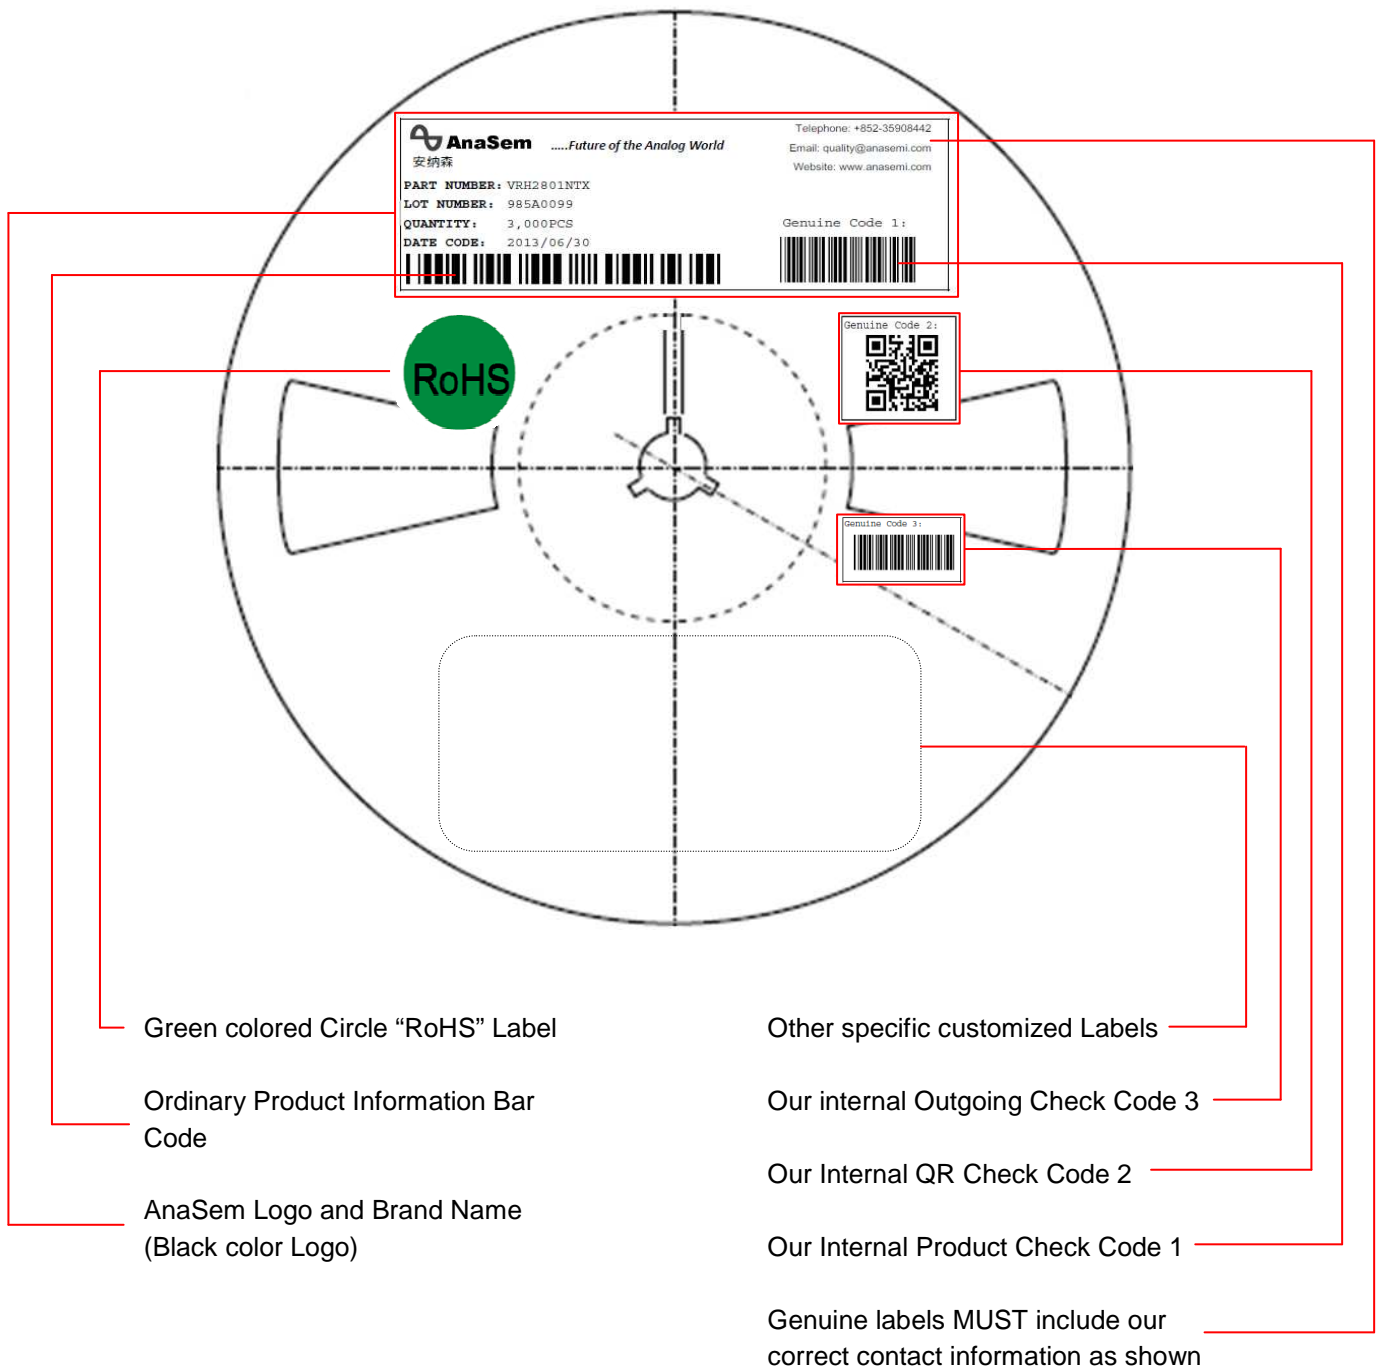 AnaSem .....Future of the Analog World
安纳森
Telephone: +852-35908442
Email: quality@anasemi.com
Website: www.anasemi.com
PART NUMBER: VRH2801NTX
LOT NUMBER: 985A0099
QUANTITY: 3,000PCS
DATE CODE: 2013/06/30
Genuine Code 1:
RoHS
Genuine Code 2:
Genuine Code 3:
Green colored Circle “RoHS” Label
Ordinary Product Information Bar
Code
AnaSem Logo and Brand Name
(Black color Logo)
Other specific customized Labels
Our internal Outgoing Check Code 3
Our Internal QR Check Code 2
Our Internal Product Check Code 1
Genuine labels MUST include our
correct contact information as shown